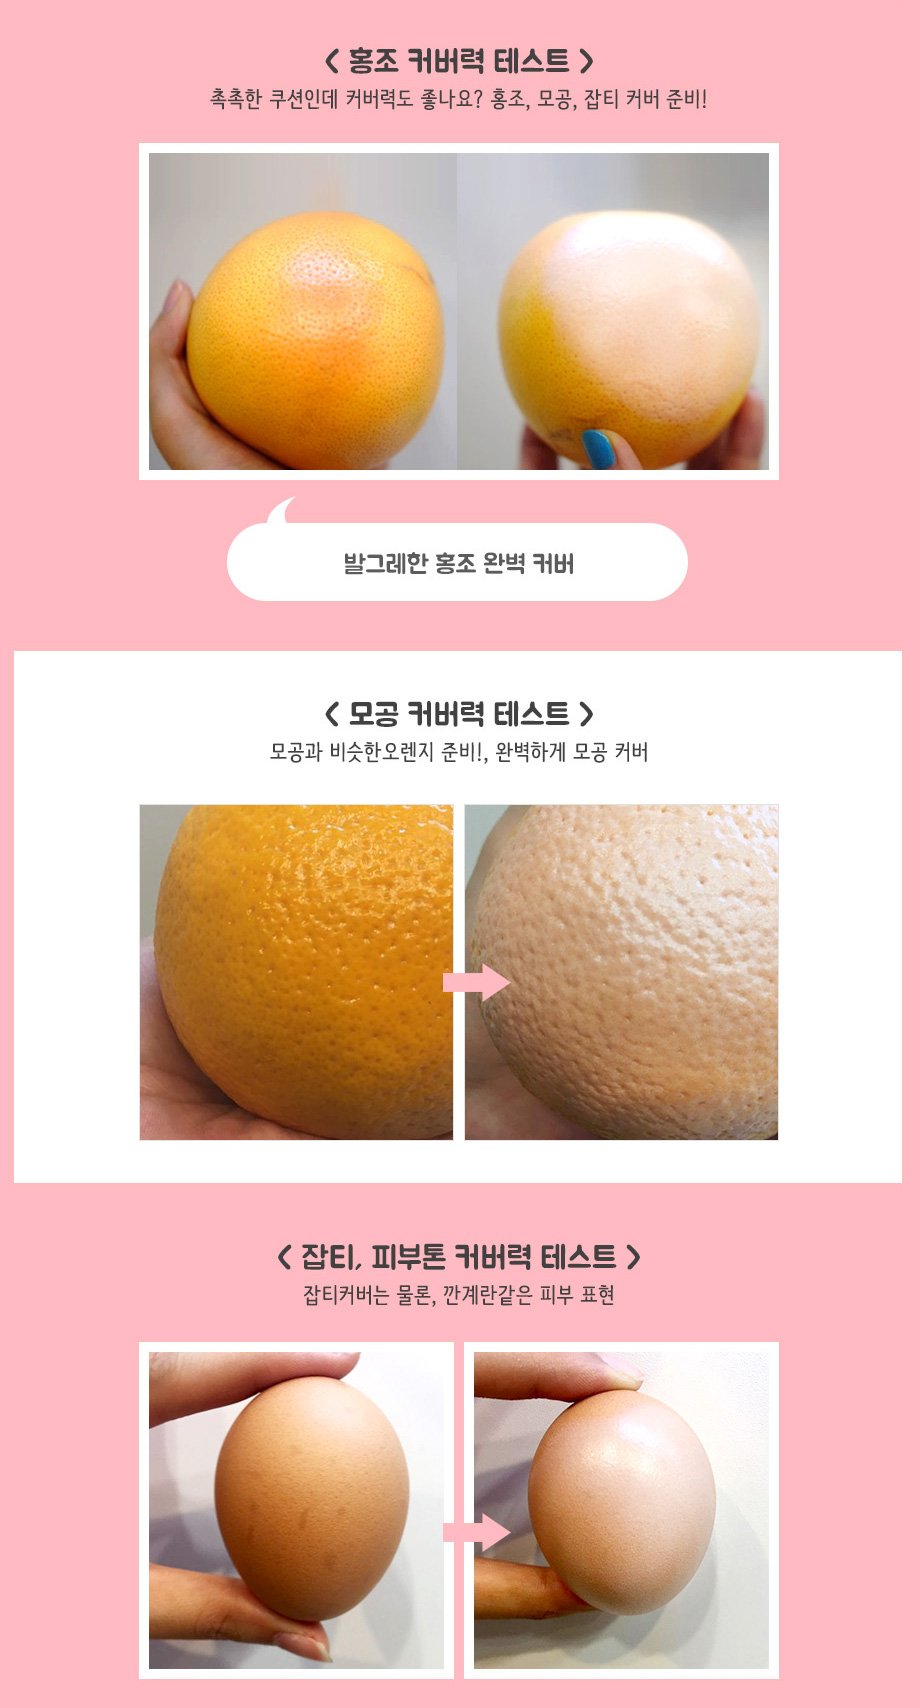 < 홍조 커버력 테스트 >
촉촉한 쿠션인데 커버력도 좋나요? 홍조, 모공, 잡티 커버 준비!
발그레한 홍조 완벽 커버
< 모공 커버력 테스트 >
모공과 비슷한오렌지 준비!, 완벽하게 모공 커버
< 잡티, 피부톤 커버력 테스트 >
잡티커버는 물론, 깐계란같은 피부 표현